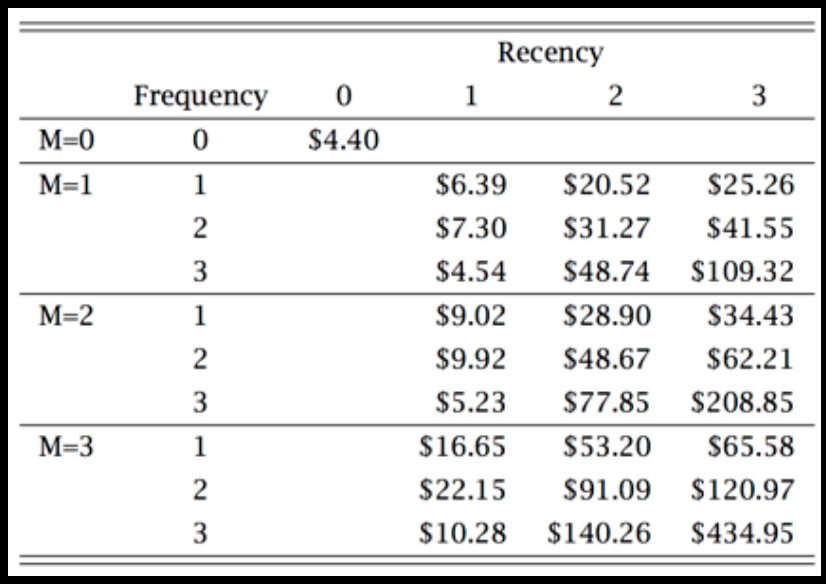 Recency
Frequency 0 1 2 3
M=0 0 $4.40
M=1 1 $6.39 $20.52 $25.26
2 $7.30 $31.27 $41.55
3 $4.54 $48.74 $109.32
M=2 1 $9.02 $28.90 $34.43
2 $9.92 $48.67 $62.21
3 $5.23 $77.85 $208.85
M=3 1 $16.65 $53.20 $65.58
2 $22.15 $91.09 $120.97
3 $10.28 $140.26 $434.95